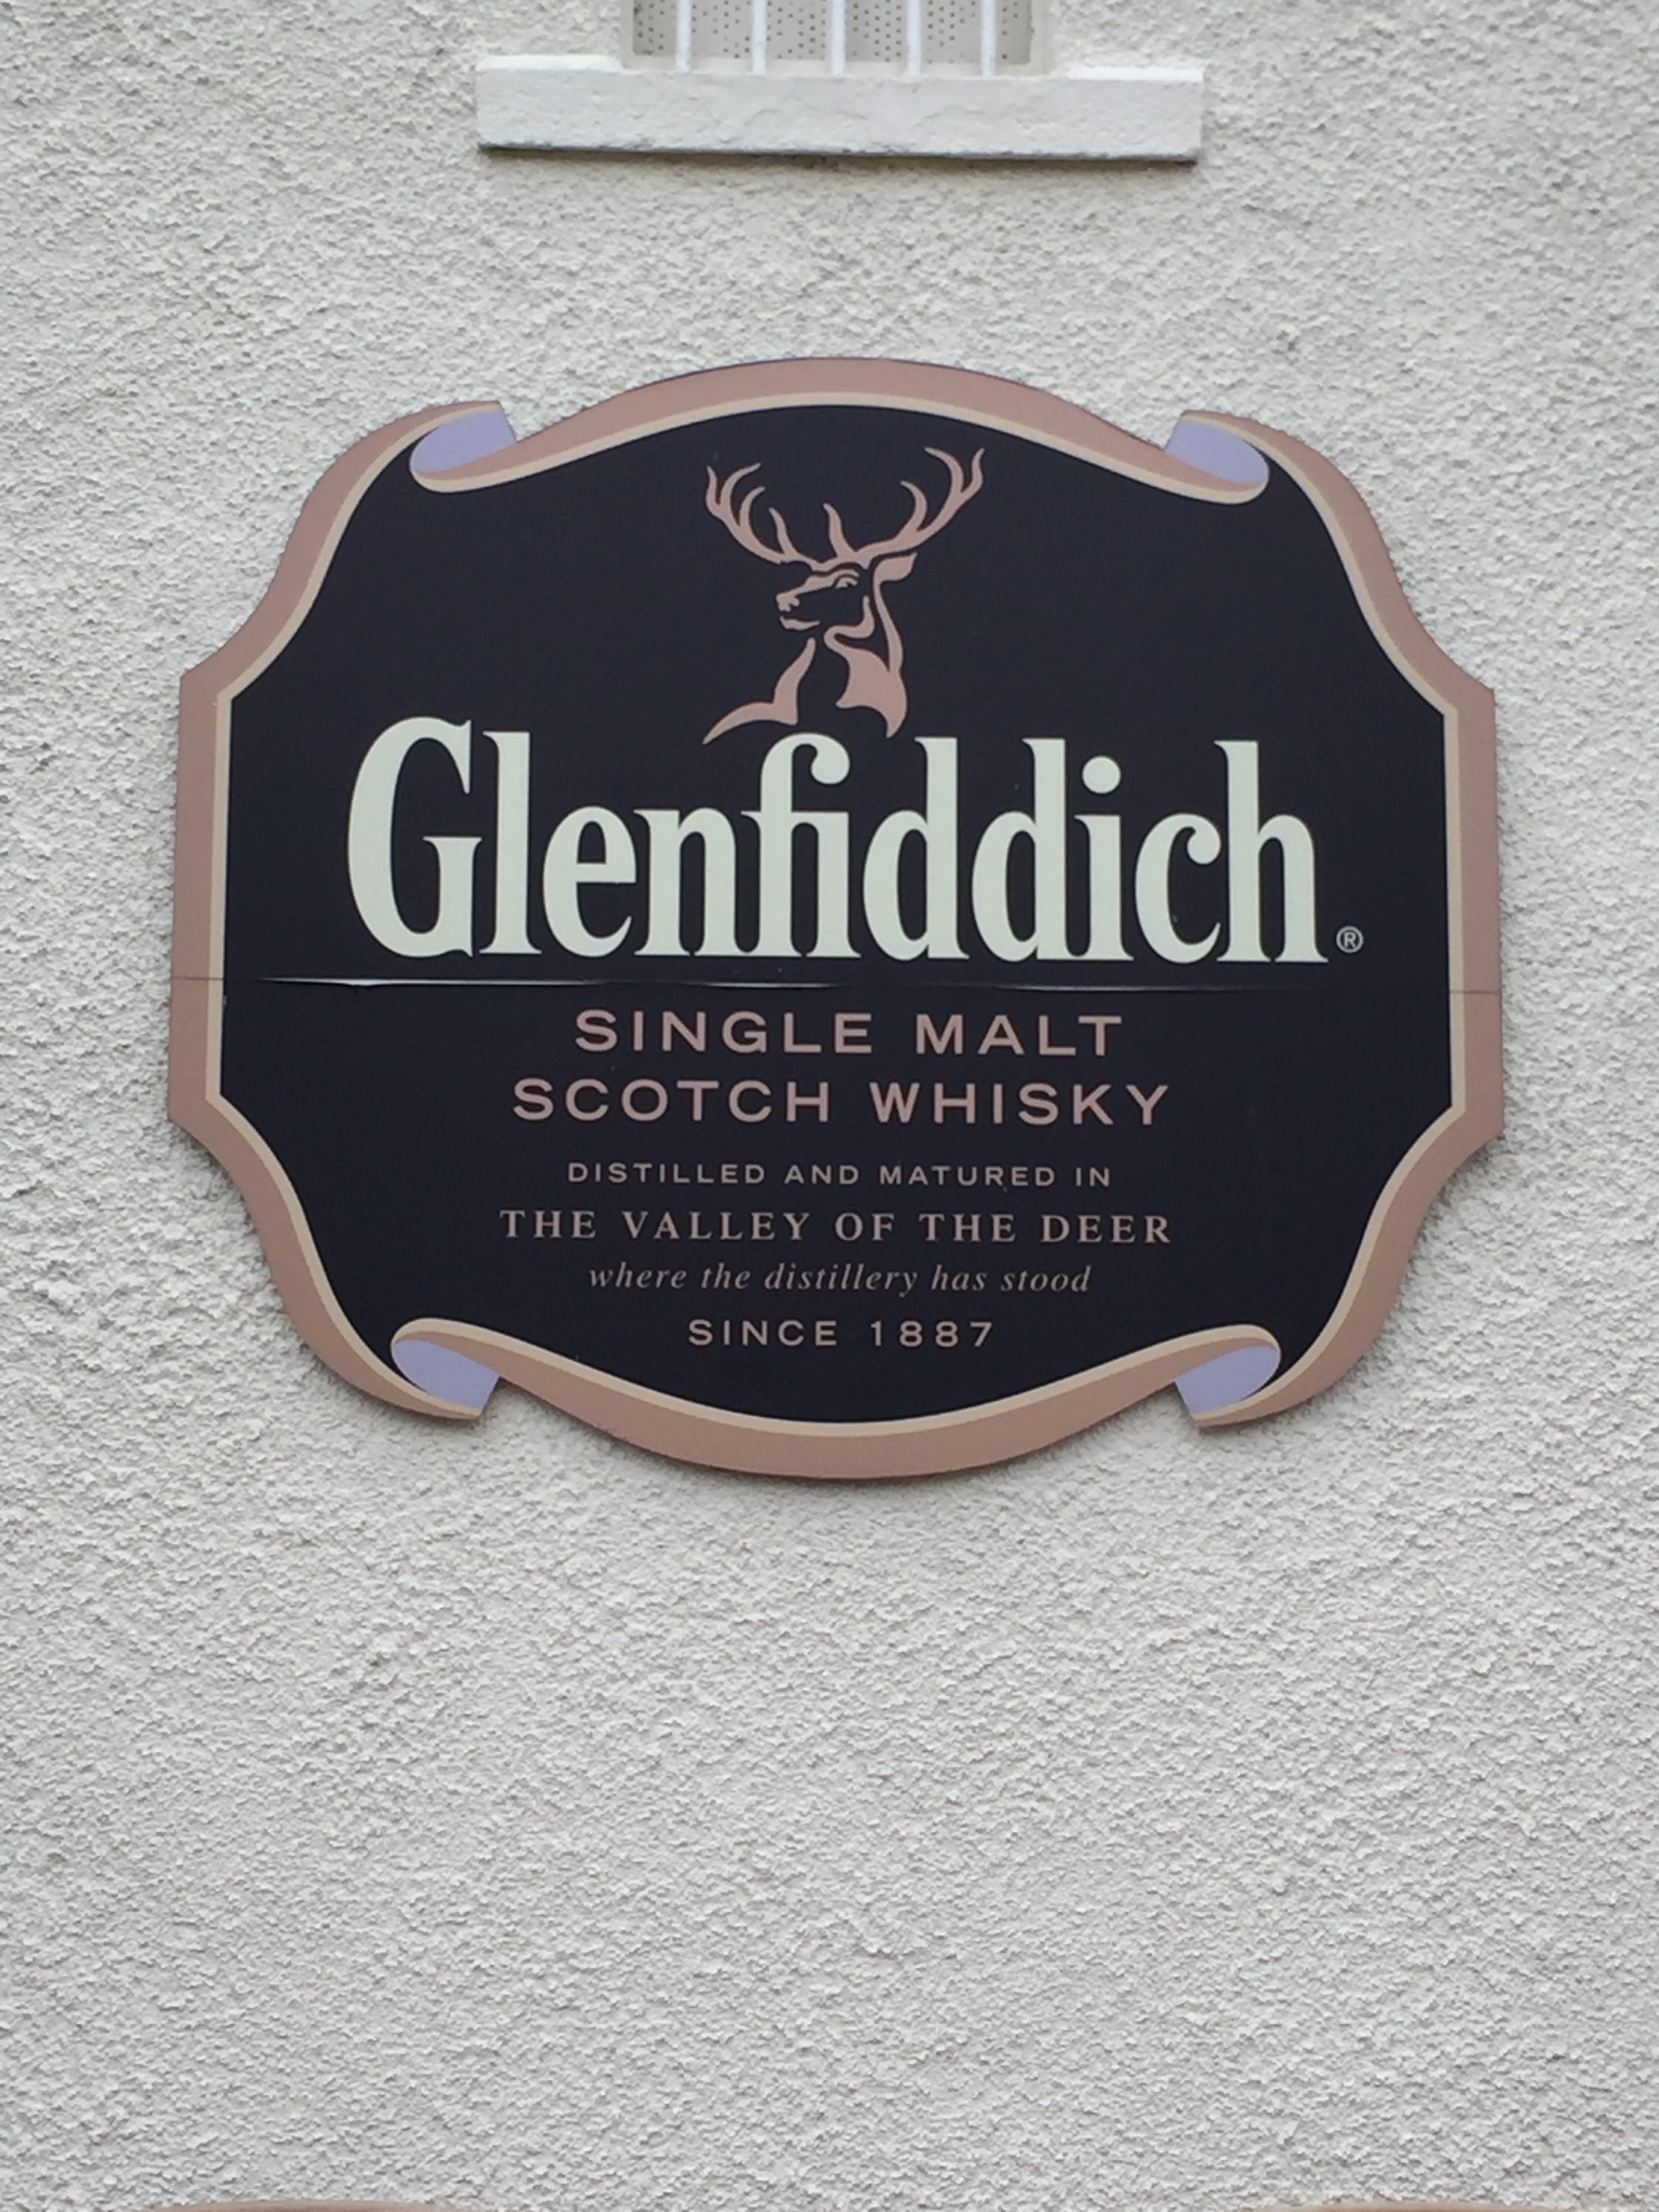 Glenfiddich®
SINGLE MALT
SCOTCH WHISKY
DISTILLED AND MATURED IN
THE VALLEY OF THE DEER
where the distillery has stood
SINCE 1887